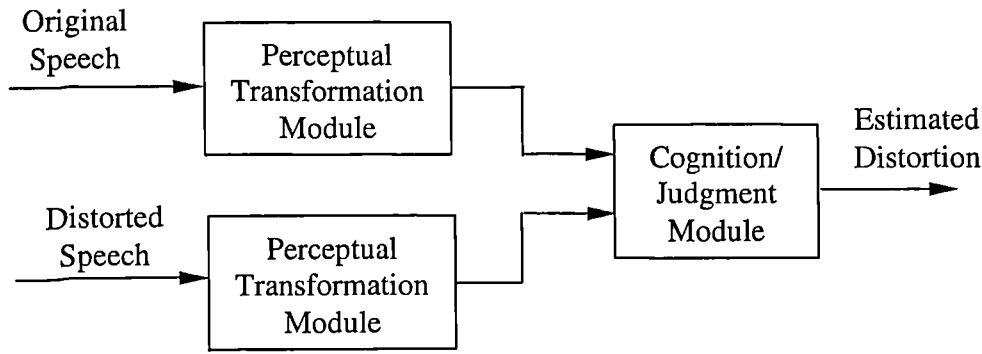 Original
Speech
Perceptual
Transformation
Module
Distorted
Speech
Perceptual
Transformation
Module
Cognition/
Judgment
Module
Estimated
Distortion